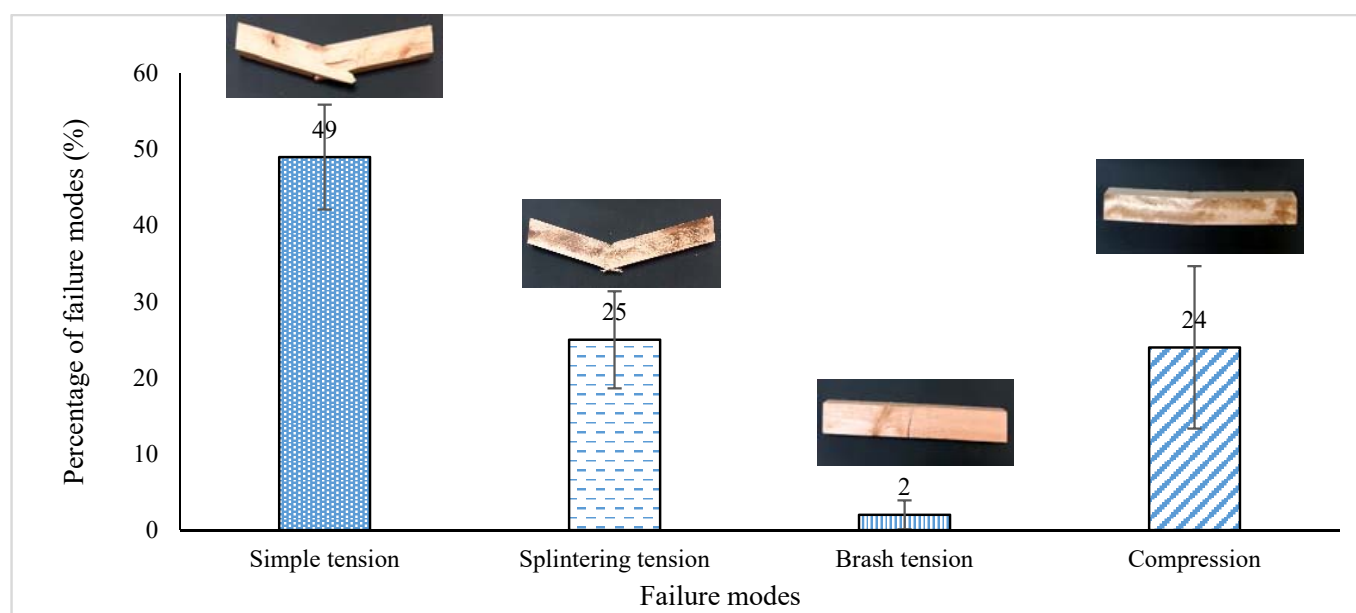 60
50
40
30
20
10
0
Percentage of failure modes (%)
49
25
2
24
Simple tension
Splintering tension
Brash tension
Compression
Failure modes